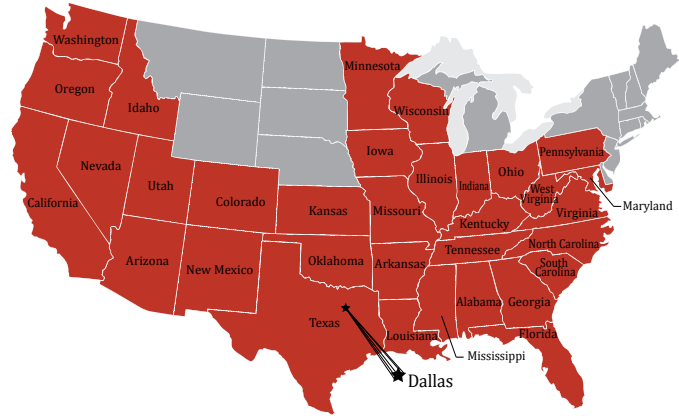 Washington
Oregon
Idaho
Minnesota
Wisconsin
Nevada
Utah
Colorado
California
Iowa
Illinois
Indiana
Ohio
Pennsylvania
West
Virginia
Virginia
Maryland
Kansas
Missouri
Kentucky
Arizona
New Mexico
Oklahoma
Arkansas
Tennessee
North Carolina
South
Carolina
Texas
Louisiana
Alabama
Georgia
Florida
Mississippi
Dallas